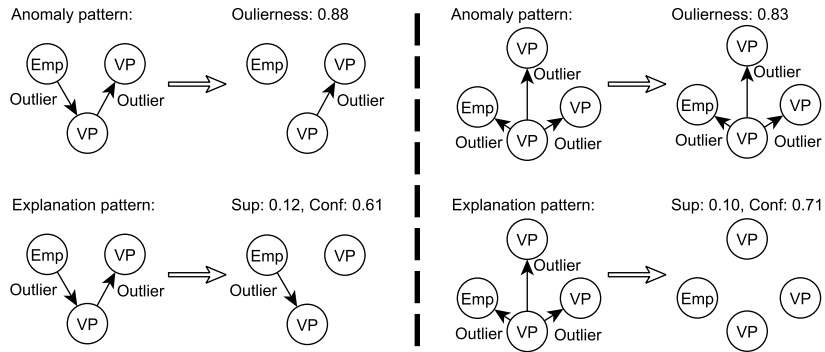 Anomaly pattern:
Oulierness: 0.88
Emp
VP
Outlier
Outlier
VP
Emp
VP
Outlier
VP
Explanation pattern:
Sup: 0.12, Conf: 0.61
Emp
VP
Outlier
Outlier
VP
Emp
VP
Outlier
VP
Anomaly pattern:
Oulierness: 0.83
VP
Outlier
Emp
VP
VP
Outlier
Outlier
VP
Outlier
Emp
VP
VP
Outlier
Outlier
Explanation pattern:
Sup: 0.10, Conf: 0.71
VP
Outlier
Emp
VP
VP
Outlier
Outlier
VP
Emp
VP
VP